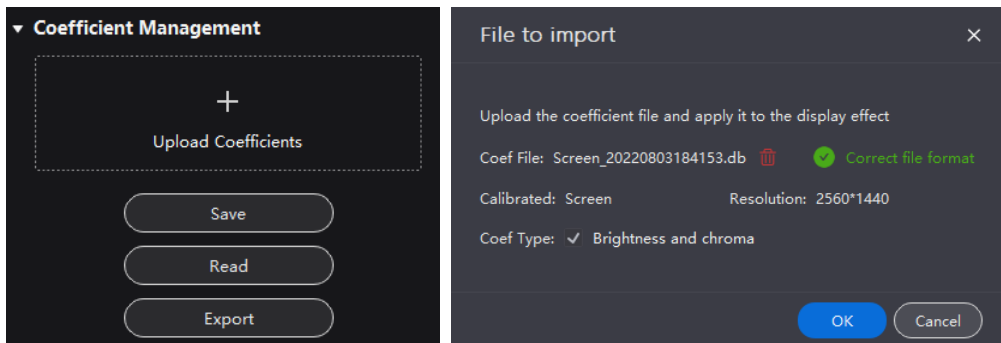 Coefficient Management
Upload Coefficients
Save
Read
Export
File to import
Upload the coefficient file and apply it to the display effect
Coef File: Screen_20220803184153.db Correct file format
Calibrated: Screen Resolution: 2560*1440
Coef Type: Brightness and chroma
OK Cancel